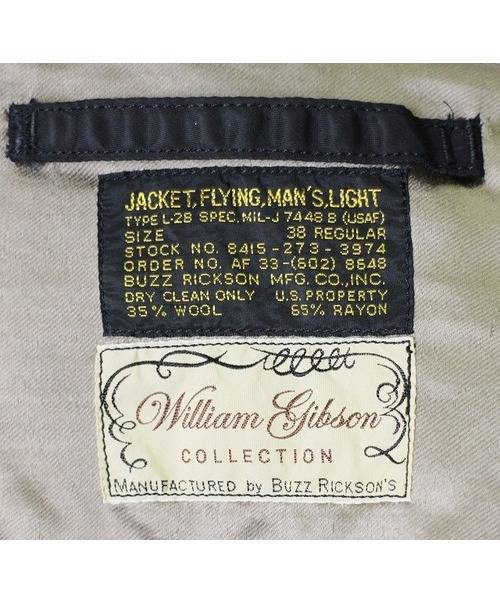 JACKET, FLYING, MAN'S, LIGHT
TYPE L-2B SPEC. MIL-J 7448 B (USAF)
SIZE 38 REGULAR
STOCK NO. 8415-273-3974
ORDER NO. AF 33-(602) 8648
BUZZ RICKSON MFG. CO., INC.
DRY CLEAN ONLY U.S. PROPERTY
35% WOOL 65% RAYON
William Gibson
COLLECTION
MANUFACTURED by BUZZ RICKSON'S